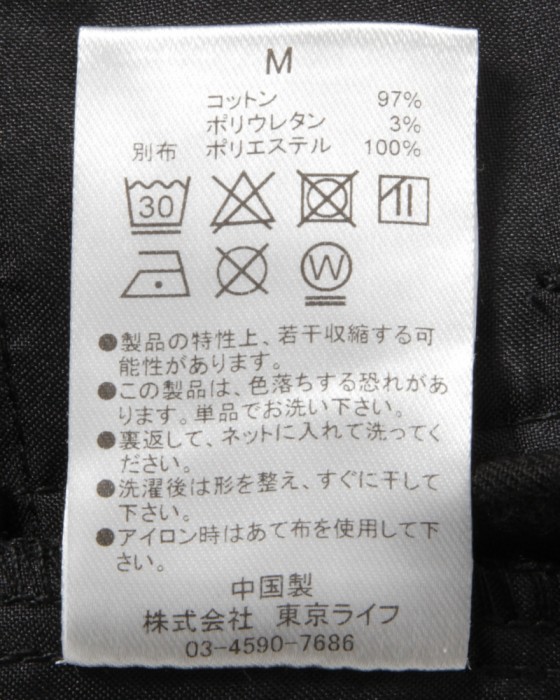 M
コットン 97%
ポリウレタン 3%
別布 ポリエステル 100%
30
W
●製品の特性上、若干収縮する可
能性があります。
●この製品は、色落ちする恐れがあ
ります。単品でお洗い下さい。
●裏返して、ネットに入れて洗ってく
ださい。
●洗濯後は形を整え、すぐに干して
下さい。
●アイロン時はあて布を使用して下
さい。
中国製
株式会社 東京ライフ
03-4590-7686